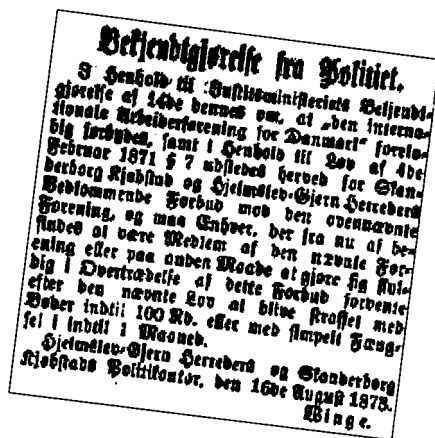 Bekjendtgjørelse fra Politiet.
I Henhold til Justitsministeriets Bekjendt-
gjørelse af 14de dennes om, at „den interna-
tionale Arbeiderforening for Danmark“ forelø-
big forbydes, samt i Henhold til Lov af 4de
Februar 1871 § 7 udstedes herved for Skan-
derborg Kjøbstad og Hjelmslev-Gjern Herreders
Vedkommende Forbud mod den ovennævnte
Forening, og maa Enhver, der fra nu af be-
findes at være Medlem af den nævnte For-
ening eller paa anden Maade at gjøre sig skyl-
dig i Overtrædelse af dette Forbud forvente
efter den nævnte Lov at blive straffet med
Bøder indtil 100 Rd. eller med simpelt Fæng-
sel i indtil 1 Maaned.
Hjelmslev-Gjern Herreders og Skanderborg
Kjøbstads Politikontor, den 16de August 1873.
Winge.